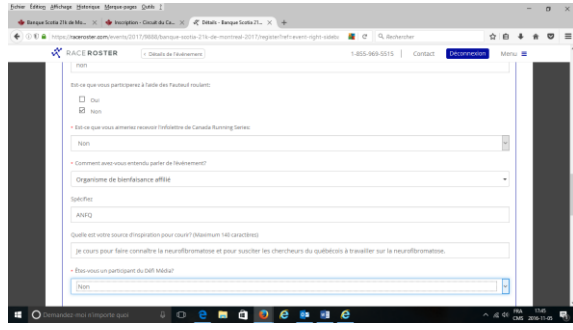 Fichier Édition Affichage Historique Marque-pages Outils ?
Banque Scotia 21k de Mo...
Inscription - Circuit du Ca...
Détails - Banque Scotia 21...
https://raceroster.com/events/2017/9886/banque-scotia-21k-de-montreal-2017/register?ref=event-right-sideba
Rechercher
RACE ROSTER
< Détails de l'événement
1-855-969-5515
Contact
Déconnexion
Menu
non
Est-ce que vous participerez à l'aide des Fauteuil roulant:
Oui
Non
* Est-ce que vous aimeriez recevoir l'infolettre de Canada Running Series:
Non
* Comment avez-vous entendu parler de l'événement?
Organisme de bienfaisance affilié
Spécifiez
ANFQ
Quelle est votre source d'inspiration pour courir? (Maximum 140 caractères)
Je cours pour faire connaître la neurofibromatose et pour susciter les chercheurs du québécois à travailler sur la neurofibromatose.
* Êtes-vous un participant du Défi Média?
Non
Demandez-moi n'importe quoi
FRA
CMS
1145
2016-11-05